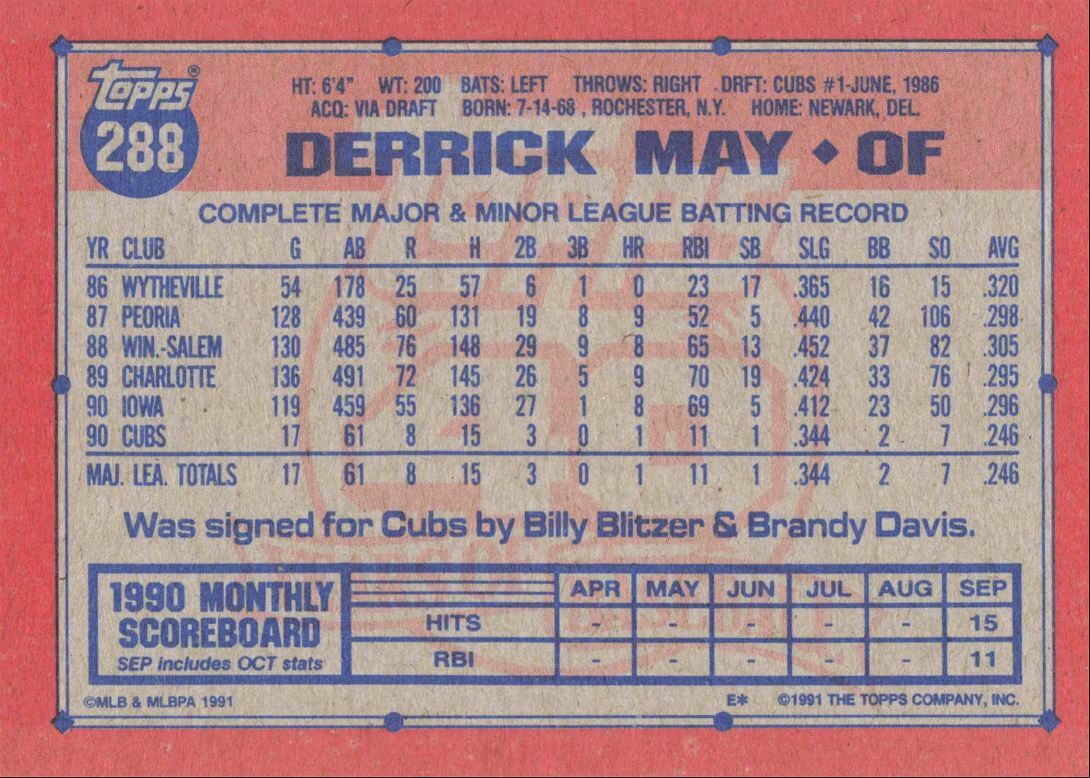 Topps®
288
HT: 6'4" WT: 200 BATS: LEFT THROWS: RIGHT DRFT: CUBS #1-JUNE, 1986
ACQ: VIA DRAFT BORN: 7-14-68 , ROCHESTER, N.Y. HOME: NEWARK, DEL.
DERRICK MAY ◆ OF
COMPLETE MAJOR & MINOR LEAGUE BATTING RECORD
YR CLUB G AB R H 2B 3B HR RBI SB SLG BB SO AVG
86 WYTHEVILLE 54 178 25 57 6 1 0 23 17 .365 16 15 .320
87 PEORIA 128 439 60 131 19 8 9 52 5 .440 42 106 .298
88 WIN.-SALEM 130 485 76 148 29 9 8 65 13 .452 37 82 .305
89 CHARLOTTE 136 491 72 145 26 5 9 70 19 .424 33 76 .295
90 IOWA 119 459 55 136 27 1 8 69 5 .412 23 50 .296
90 CUBS 17 61 8 15 3 0 1 11 1 .344 2 7 .246
MAJ. LEA. TOTALS 17 61 8 15 3 0 1 11 1 .344 2 7 .246
Was signed for Cubs by Billy Blitzer & Brandy Davis.
1990 MONTHLY
SCOREBOARD
SEP includes OCT stats
APR MAY JUN JUL AUG SEP
HITS - - - - - 15
RBI - - - - - 11
©MLB & MLBPA 1991 E* ©1991 THE TOPPS COMPANY, INC.